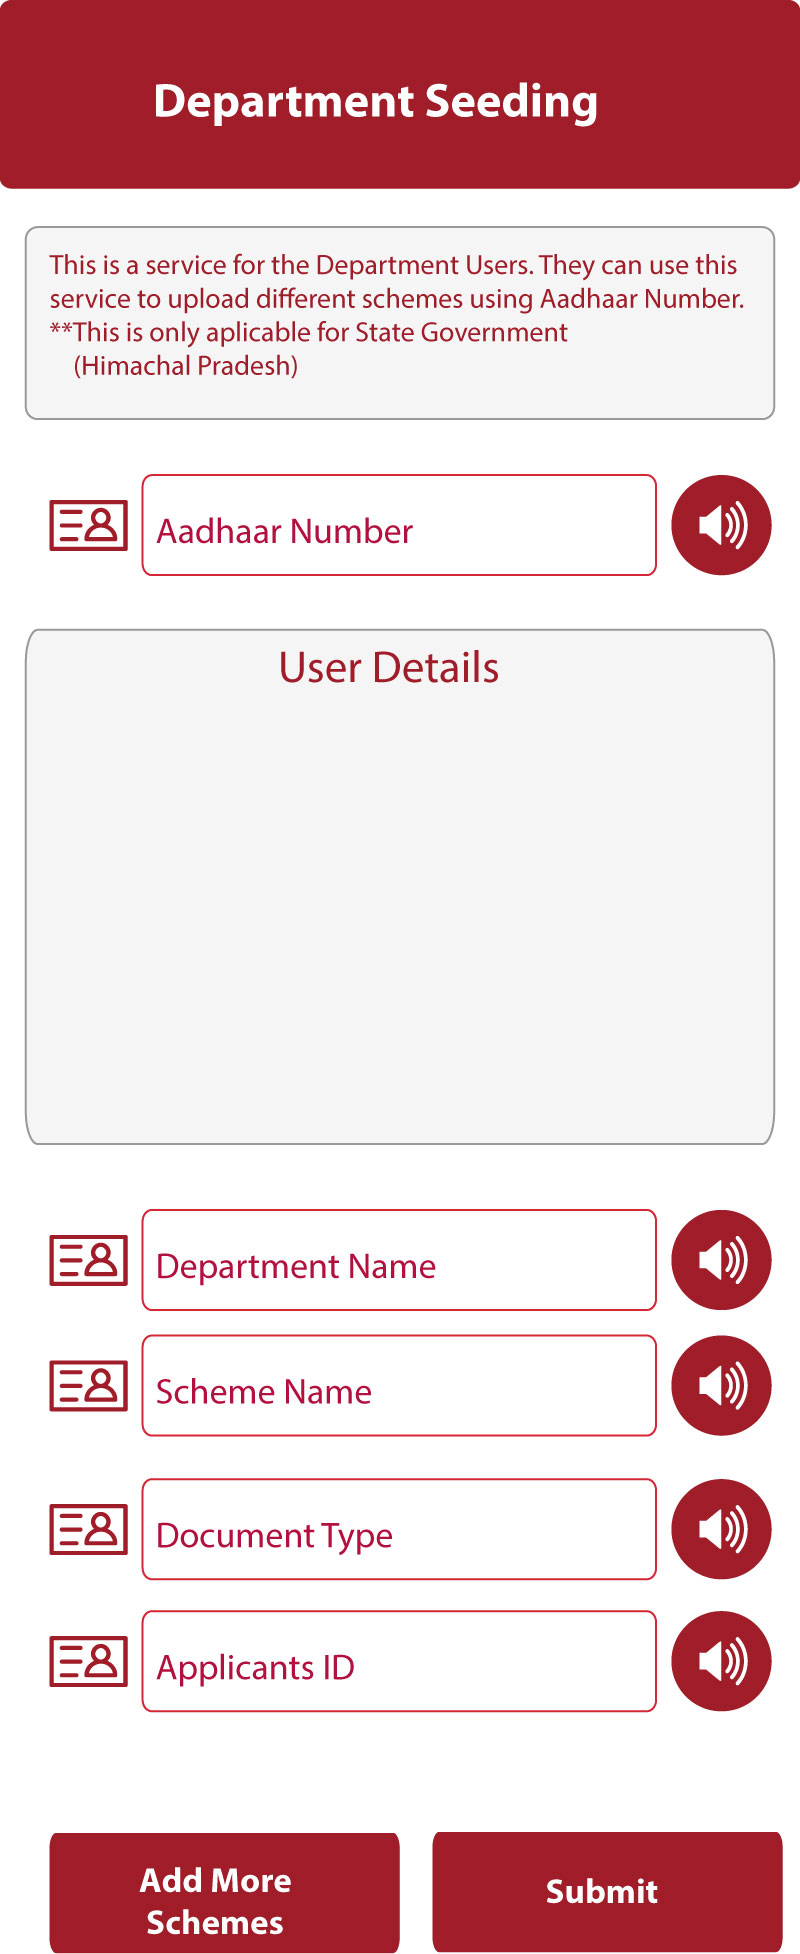 Department Seeding
This is a service for the Department Users. They can use this
service to upload different schemes using Aadhaar Number.
**This is only aplicable for State Government
(Himachal Pradesh)
Aadhaar Number
User Details
Department Name
Scheme Name
Document Type
Applicants ID
Add More
Schemes
Submit